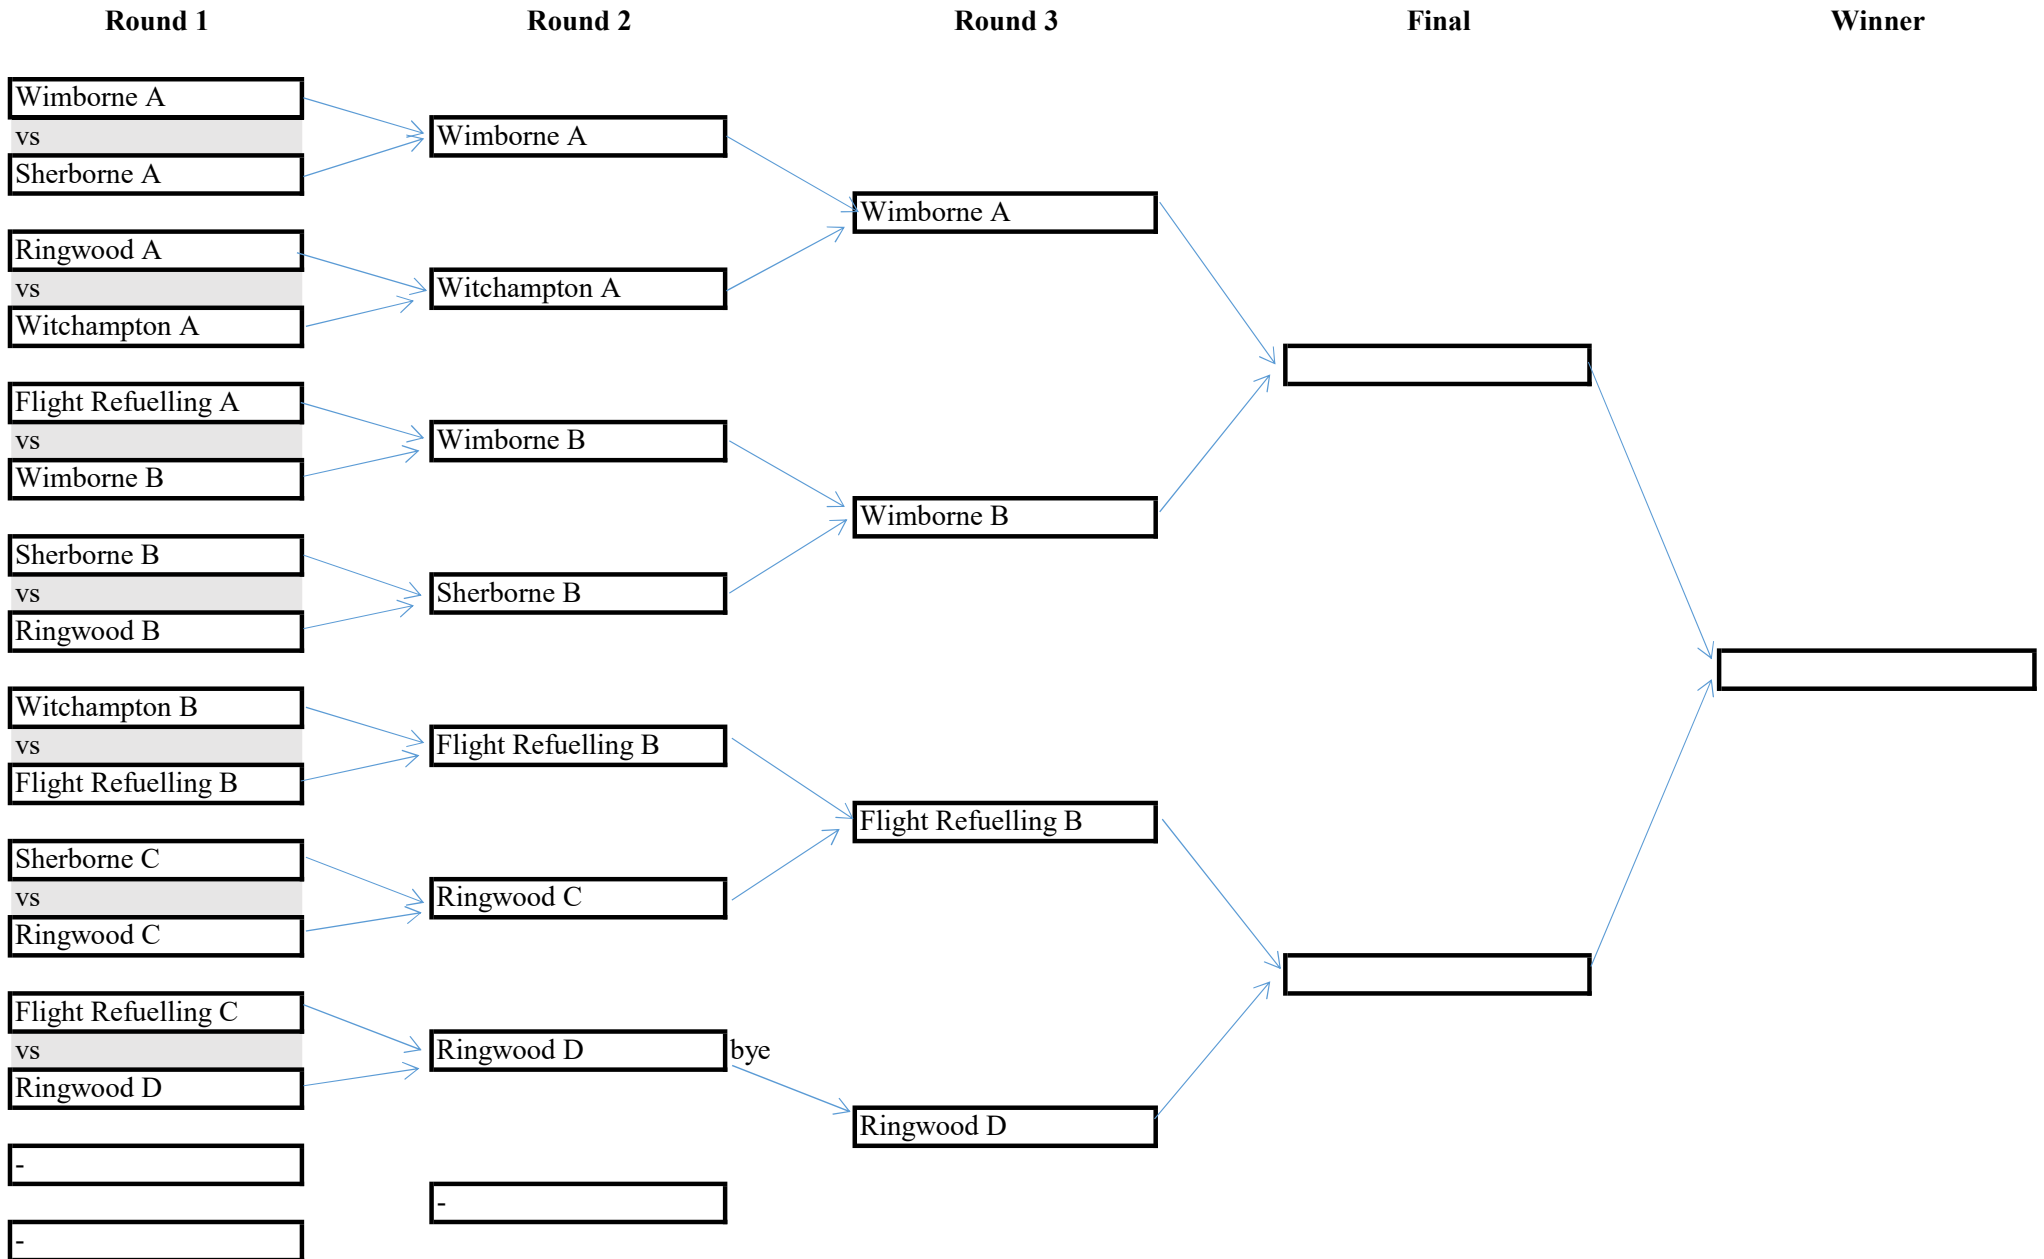 Round 1
Round 2
Round 3
Final
Winner
Wimborne A
vs
Sherborne A
Ringwood A
vs
Witchampton A
Flight Refuelling A
vs
Wimborne B
Sherborne B
vs
Ringwood B
Witchampton B
vs
Flight Refuelling B
Sherborne C
vs
Ringwood C
Flight Refuelling C
vs
Ringwood D
-
-
Wimborne A
Witchampton A
Wimborne B
Sherborne B
Flight Refuelling B
Ringwood C
Ringwood D
bye
-
Wimborne A
Wimborne B
Flight Refuelling B
Ringwood D